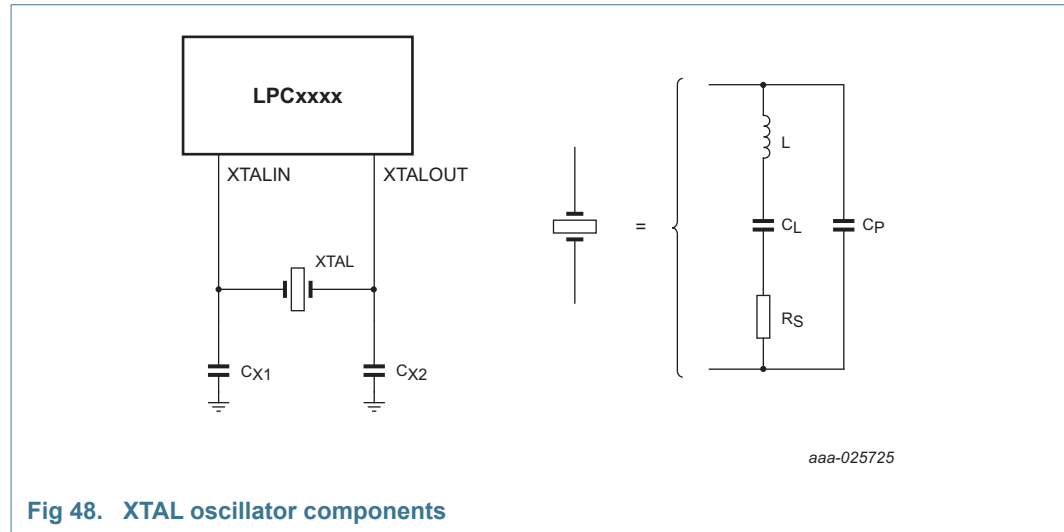 LPCxxxx
XTALIN
XTALOUT
XTAL
CX1
CX2
=
L
CL
CP
RS
aaa-025725
Fig 48. XTAL oscillator components